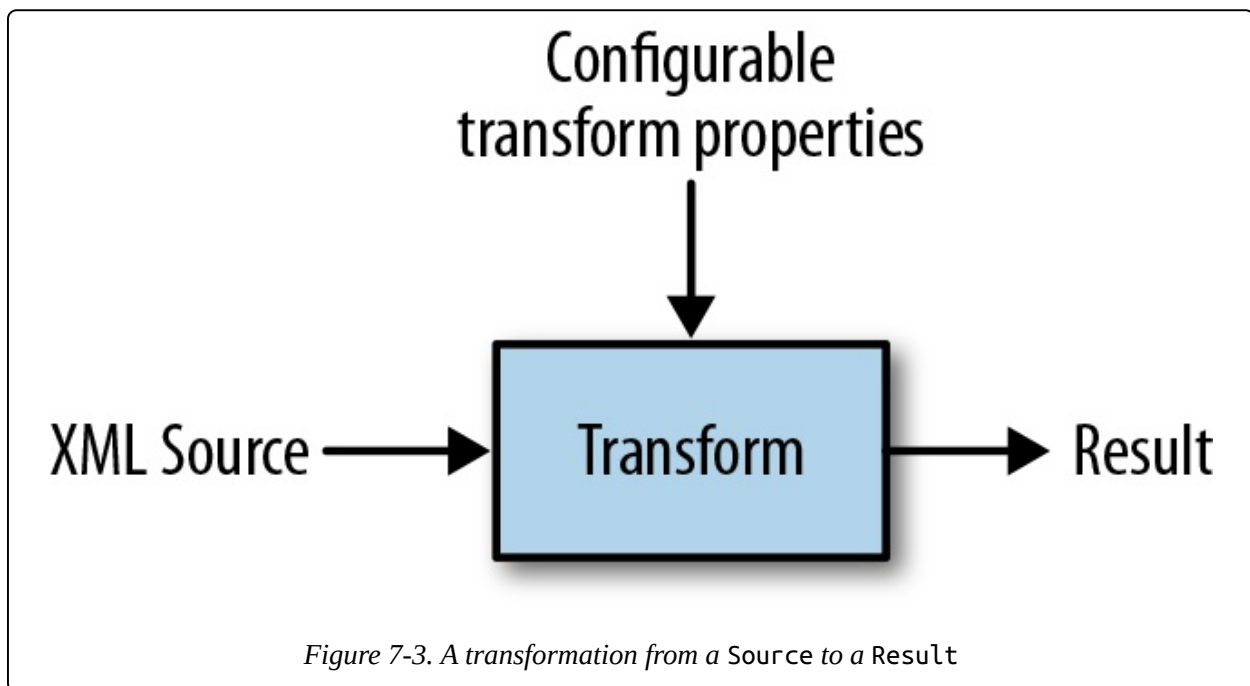 Configurable
transform properties
XML Source
Transform
Result
Figure 7-3. A transformation from a Source to a Result